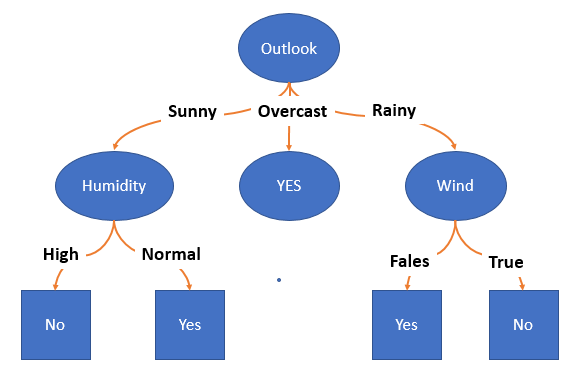 Outlook
Sunny
Overcast
Rainy
Humidity
YES
Wind
High
Normal
Fales
True
No
Yes
Yes
No